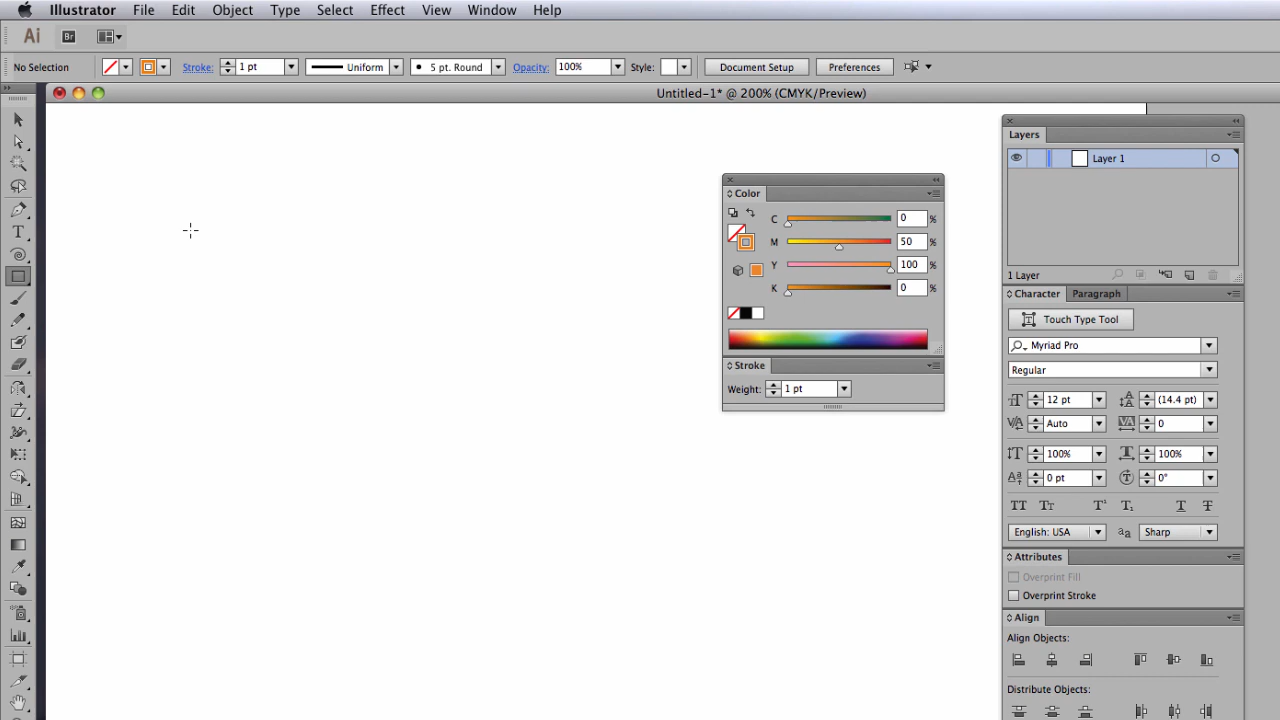 Illustrator File Edit Object Type Select Effect View Window Help
Ai Br
No Selection Stroke: 1 pt Uniform 5 pt. Round Opacity: 100% Style: Document Setup Preferences
Untitled-1* @ 200% (CMYK/Preview)
Layers
Layer 1
1 Layer
Color
C 0 %
M 50 %
Y 100 %
K 0 %
Stroke
Weight: 1 pt
Character Paragraph
Touch Type Tool
Myriad Pro
Regular
12 pt (14.4 pt)
Auto 0
100% 100%
0 pt 0°
English: USA Sharp
Attributes
Overprint Fill
Overprint Stroke
Align
Align Objects:
Distribute Objects: